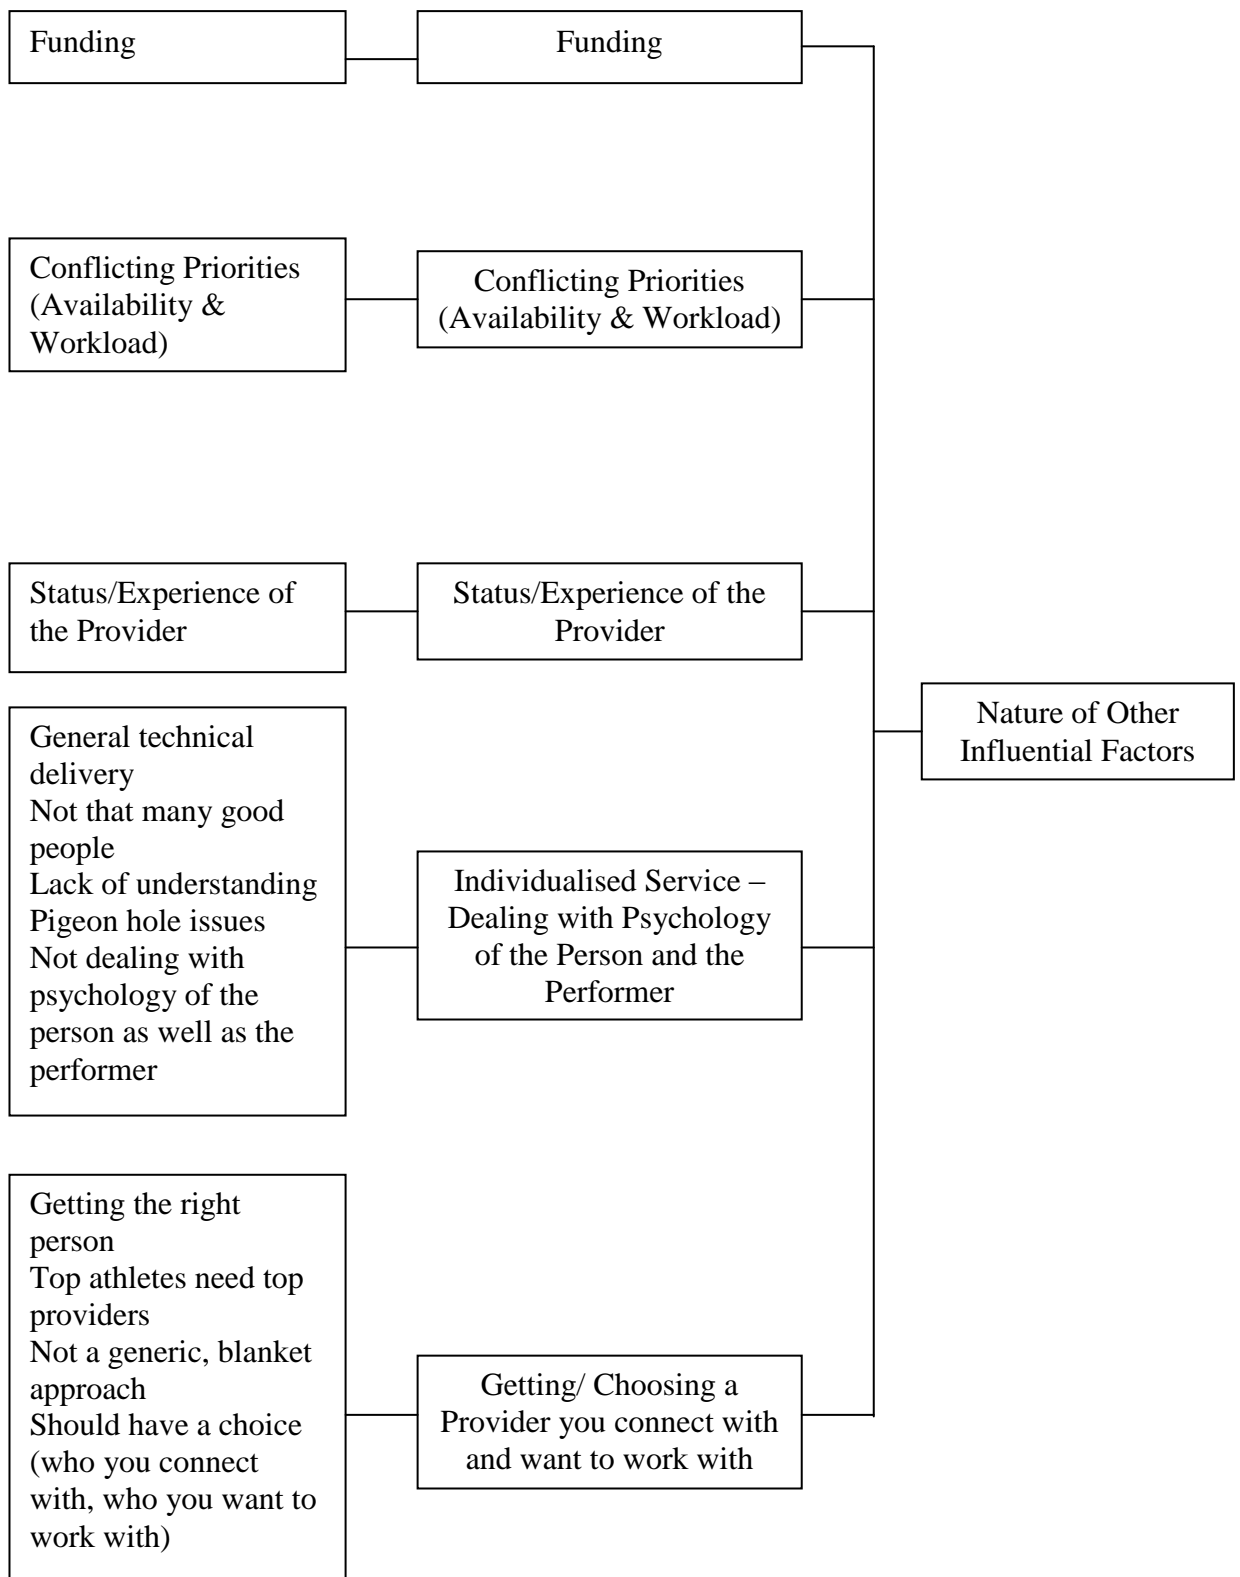 Funding
Funding
Conflicting Priorities
(Availability &
Workload)
Conflicting Priorities
(Availability & Workload)
Status/Experience of
the Provider
Status/Experience of the
Provider
Nature of Other
Influential Factors
General technical
delivery
Not that many good
people
Lack of understanding
Pigeon hole issues
Not dealing with
psychology of the
person as well as the
performer
Individualised Service –
Dealing with Psychology
of the Person and the
Performer
Getting the right
person
Top athletes need top
providers
Not a generic, blanket
approach
Should have a choice
(who you connect
with, who you want to
work with)
Getting/ Choosing a
Provider you connect with
and want to work with